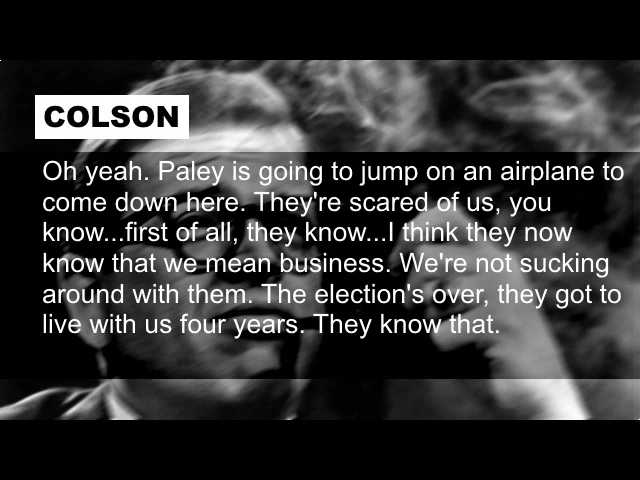 COLSON
Oh yeah. Paley is going to jump on an airplane to
come down here. They're scared of us, you
know...first of all, they know...I think they now
know that we mean business. We're not sucking
around with them. The election's over, they got to
live with us four years. They know that.